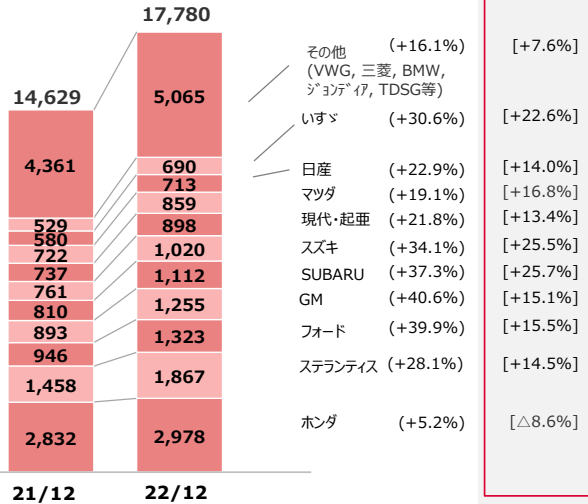 17,780
14,629
その他 (+16.1%) [+7.6%]
(VWG, 三菱, BMW,
ｼﾞｮﾝﾃﾞｨｱ, TDSG等)
いすゞ (+30.6%) [+22.6%]
日産 (+22.9%) [+14.0%]
マツダ (+19.1%) [+16.8%]
現代・起亜 (+21.8%) [+13.4%]
スズキ (+34.1%) [+25.5%]
SUBARU (+37.3%) [+25.7%]
GM (+40.6%) [+15.1%]
フォード (+39.9%) [+15.5%]
ステランティス (+28.1%) [+14.5%]
ホンダ (+5.2%) [△8.6%]
4,361
529
580
722
737
761
810
893
946
1,458
2,832
21/12
5,065
690
713
859
898
1,020
1,112
1,255
1,323
1,867
2,978
22/12